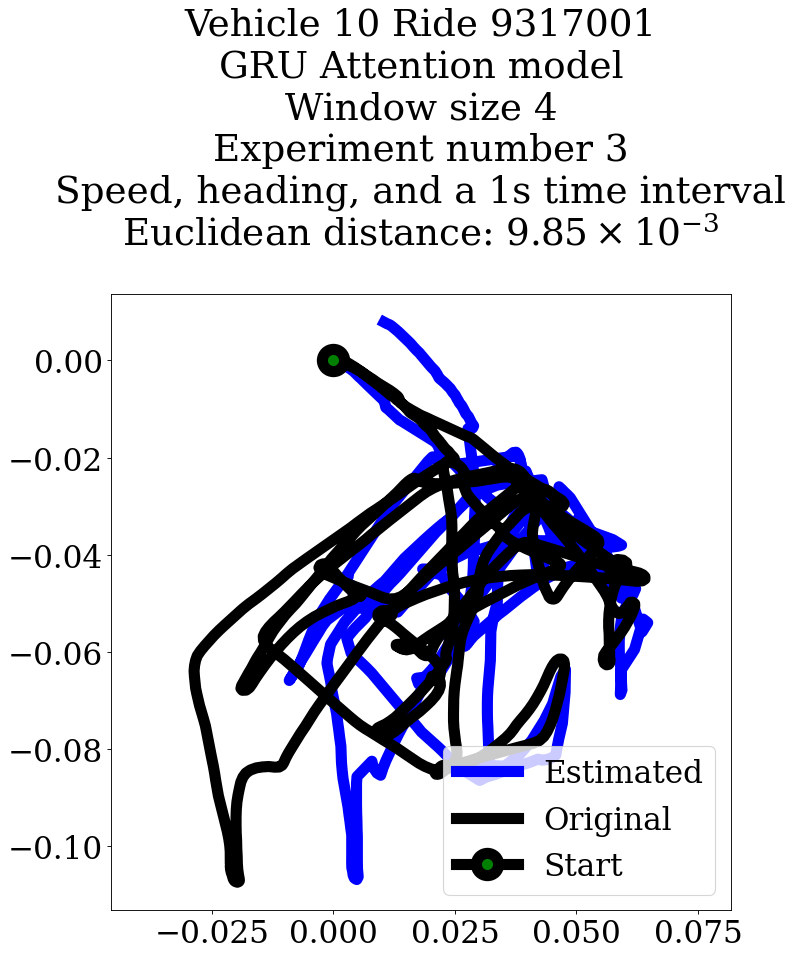 Vehicle 10 Ride 9317001
GRU Attention model
Window size 4
Experiment number 3
Speed, heading, and a 1s time interval
Euclidean distance: 9.85 × 10⁻³
0.00
−0.02
−0.04
−0.06
−0.08
−0.10
Estimated
Original
Start
−0.025 0.000 0.025 0.050 0.075